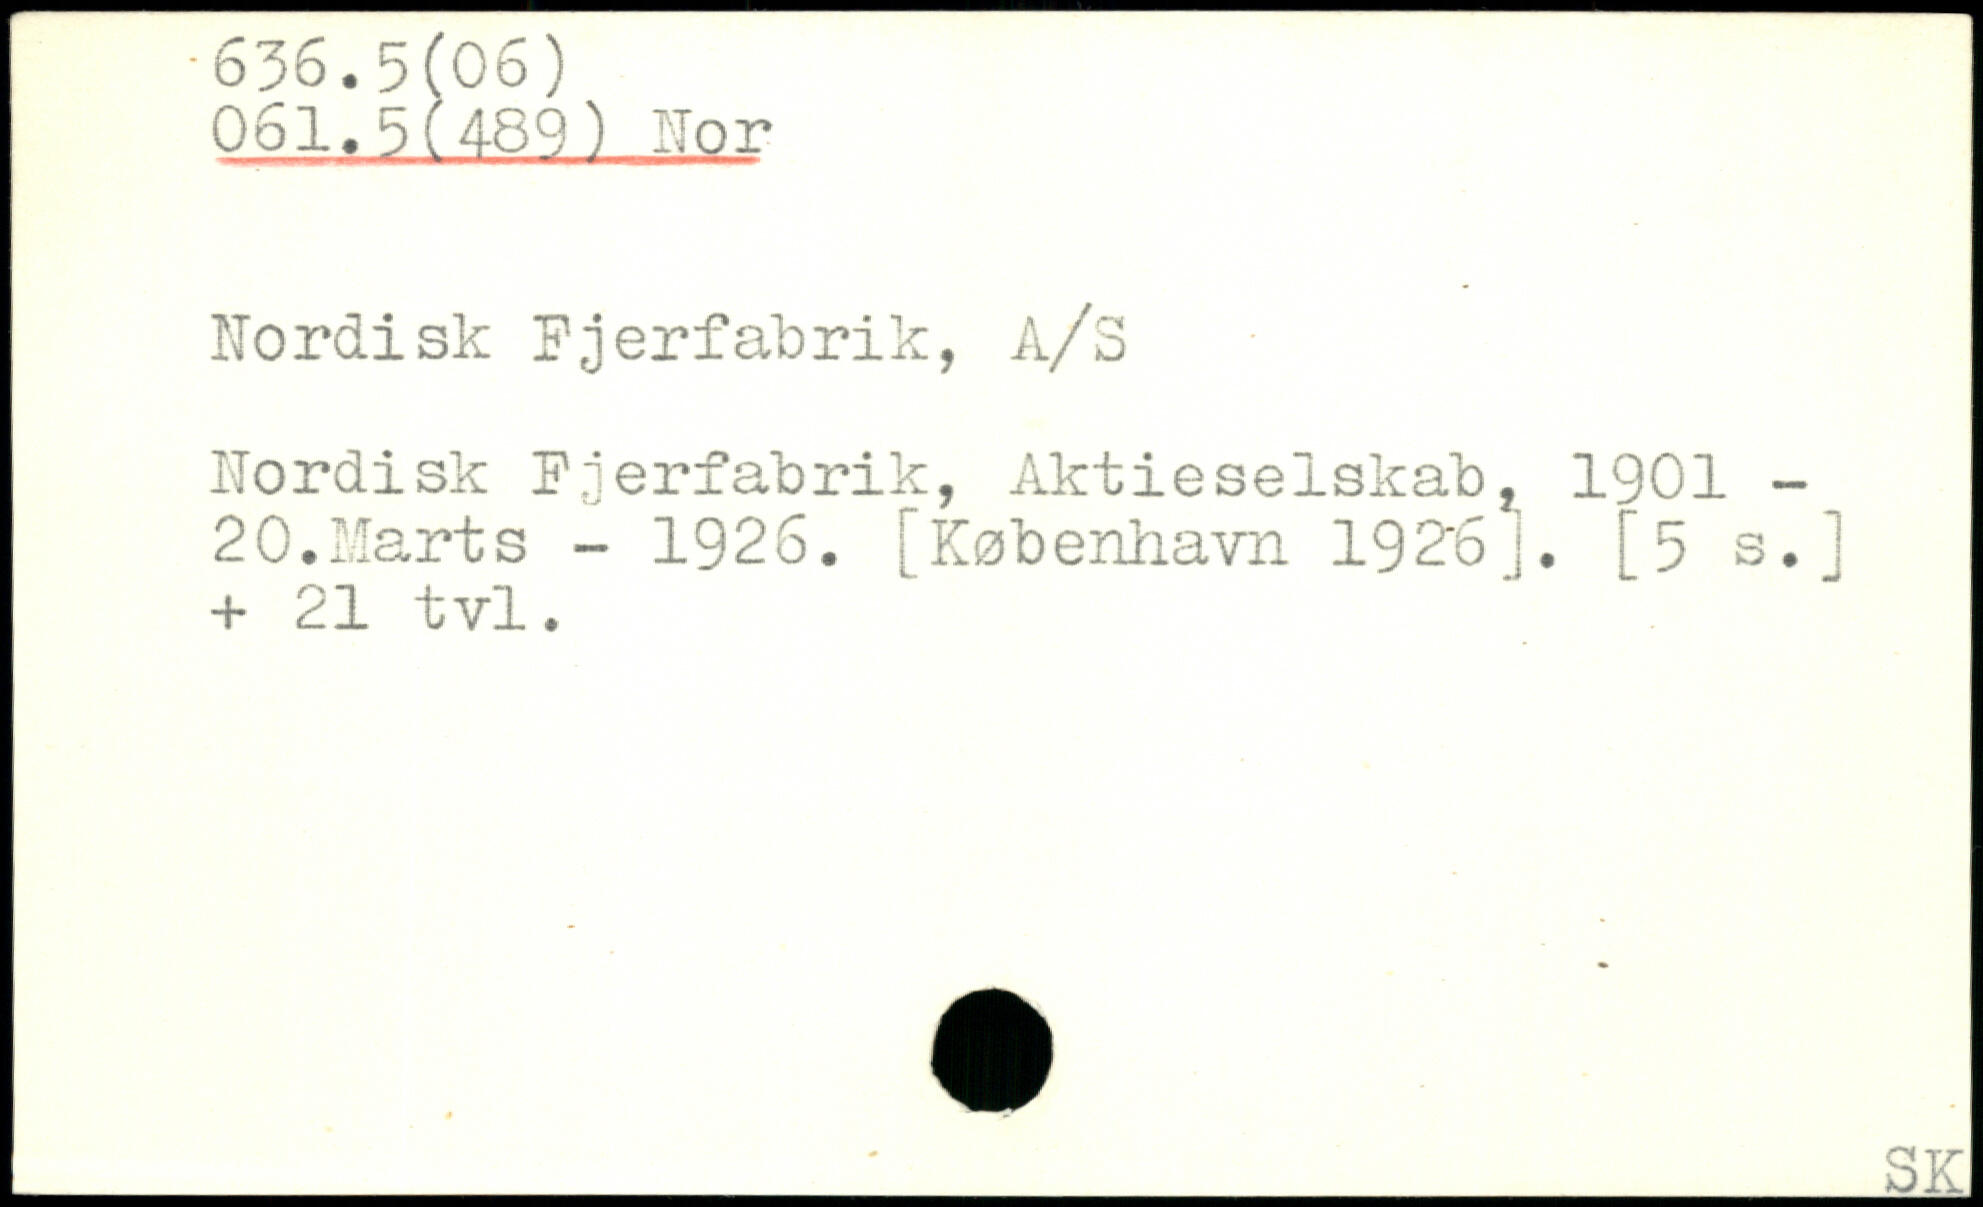 636.5(06)
061.5(489) Nor
Nordisk Fjerfabrik, A/S
Nordisk Fjerfabrik, Aktieselskab, 1901 -
20.Marts - 1926. [København 1926]. [5 s.]
+ 21 tvl.
SK